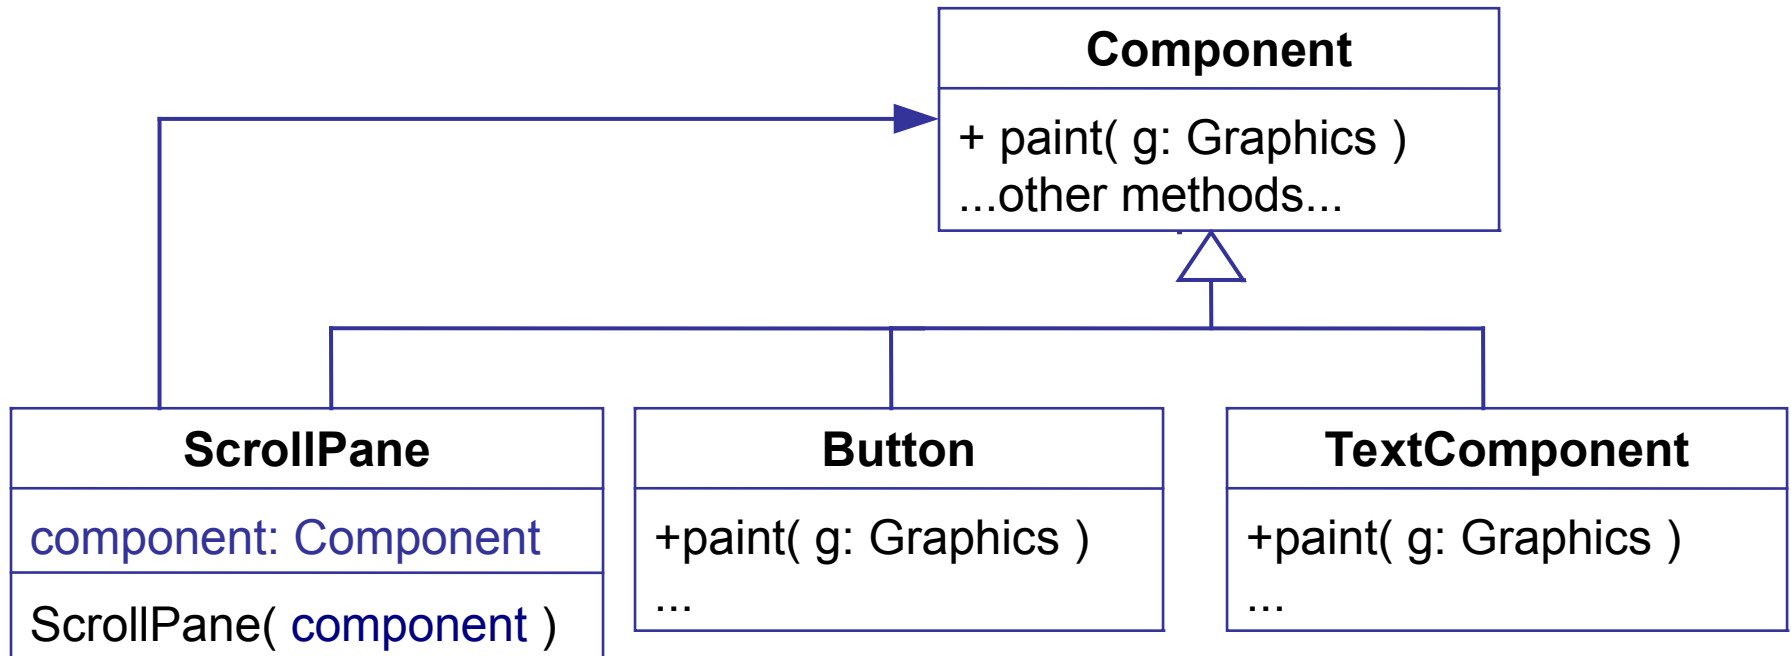 Component
+ paint( g: Graphics )
...other methods...
ScrollPane
component: Component
ScrollPane( component )
Button
+paint( g: Graphics )
...
TextComponent
+paint( g: Graphics )
...